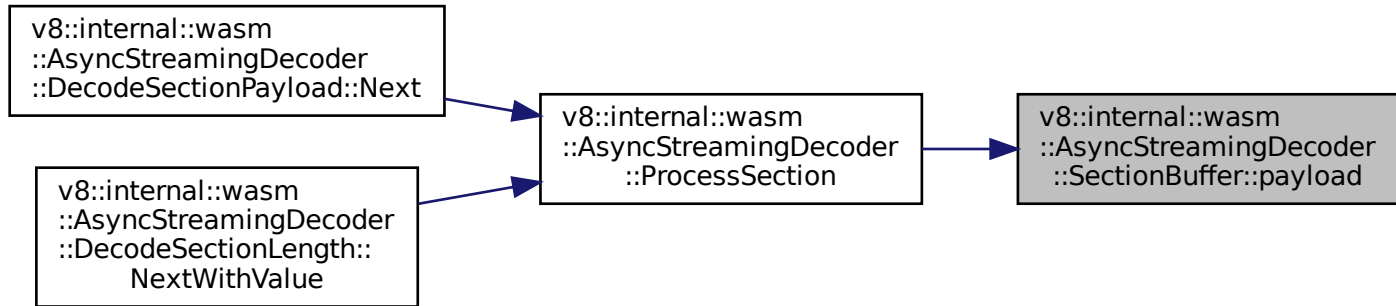 v8::internal::wasm
::AsyncStreamingDecoder
::DecodeSectionPayload::Next
v8::internal::wasm
::AsyncStreamingDecoder
::DecodeSectionLength::
NextWithValue
v8::internal::wasm
::AsyncStreamingDecoder
::ProcessSection
v8::internal::wasm
::AsyncStreamingDecoder
::SectionBuffer::payload